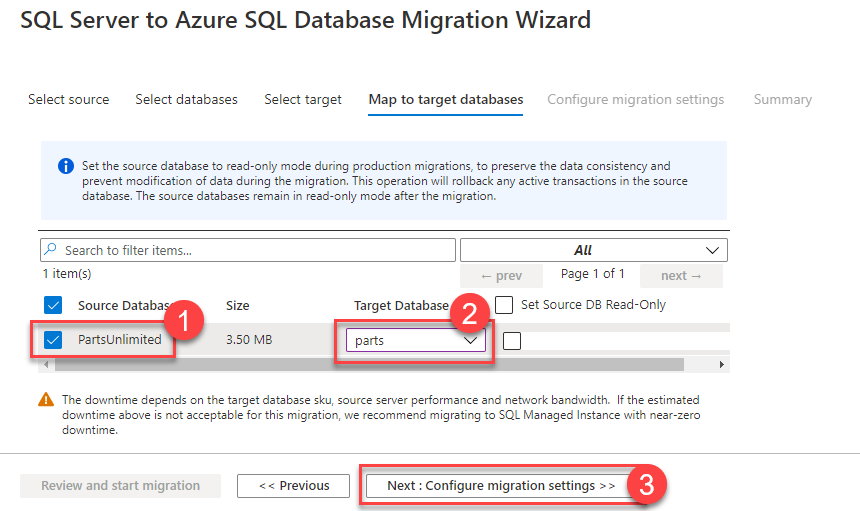 SQL Server to Azure SQL Database Migration Wizard
Select source Select databases Select target Map to target databases Configure migration settings Summary
Set the source database to read-only mode during production migrations, to preserve the data consistency and
prevent modification of data during the migration. This operation will rollback any active transactions in the source
database. The source databases remain in read-only mode after the migration.
Search to filter items... All
1 item(s) ← prev Page 1 of 1 next →
Source Database Size Target Database Set Source DB Read-Only
1 2
PartsUnlimited 3.50 MB parts
The downtime depends on the target database sku, source server performance and network bandwidth. If the estimated
downtime above is not acceptable for this migration, we recommend migrating to SQL Managed Instance with near-zero
downtime.
Review and start migration << Previous Next : Configure migration settings >> 3